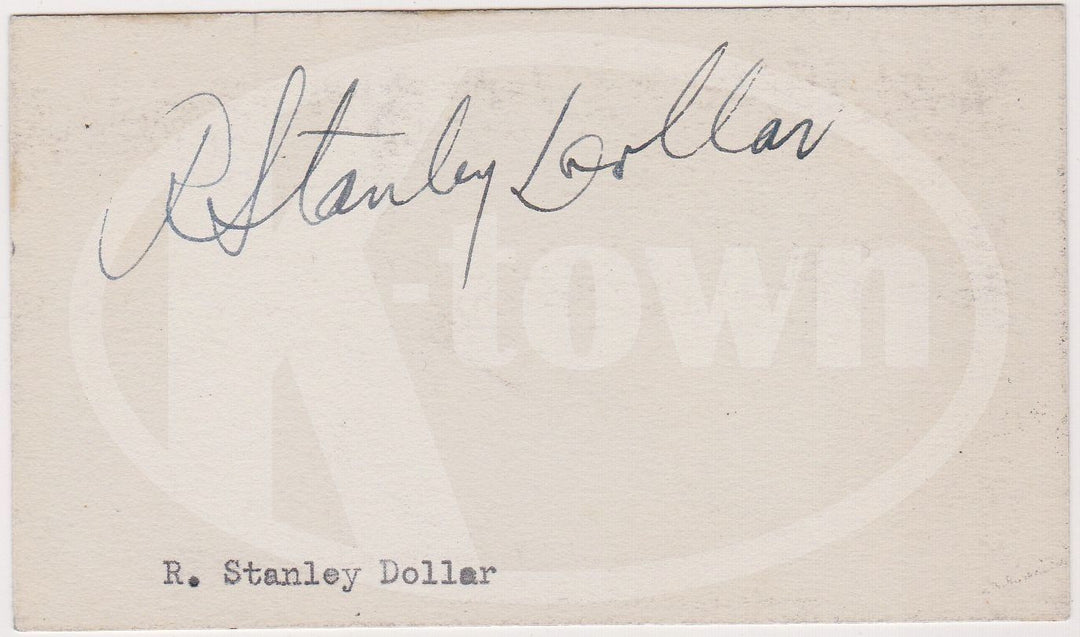 R Stanley Dollar
K-town
R. Stanley Dollar